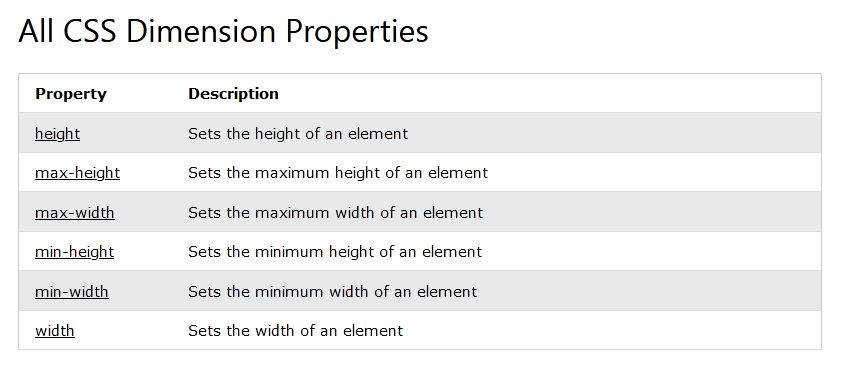 All CSS Dimension Properties
Property Description
height Sets the height of an element
max-height Sets the maximum height of an element
max-width Sets the maximum width of an element
min-height Sets the minimum height of an element
min-width Sets the minimum width of an element
width Sets the width of an element